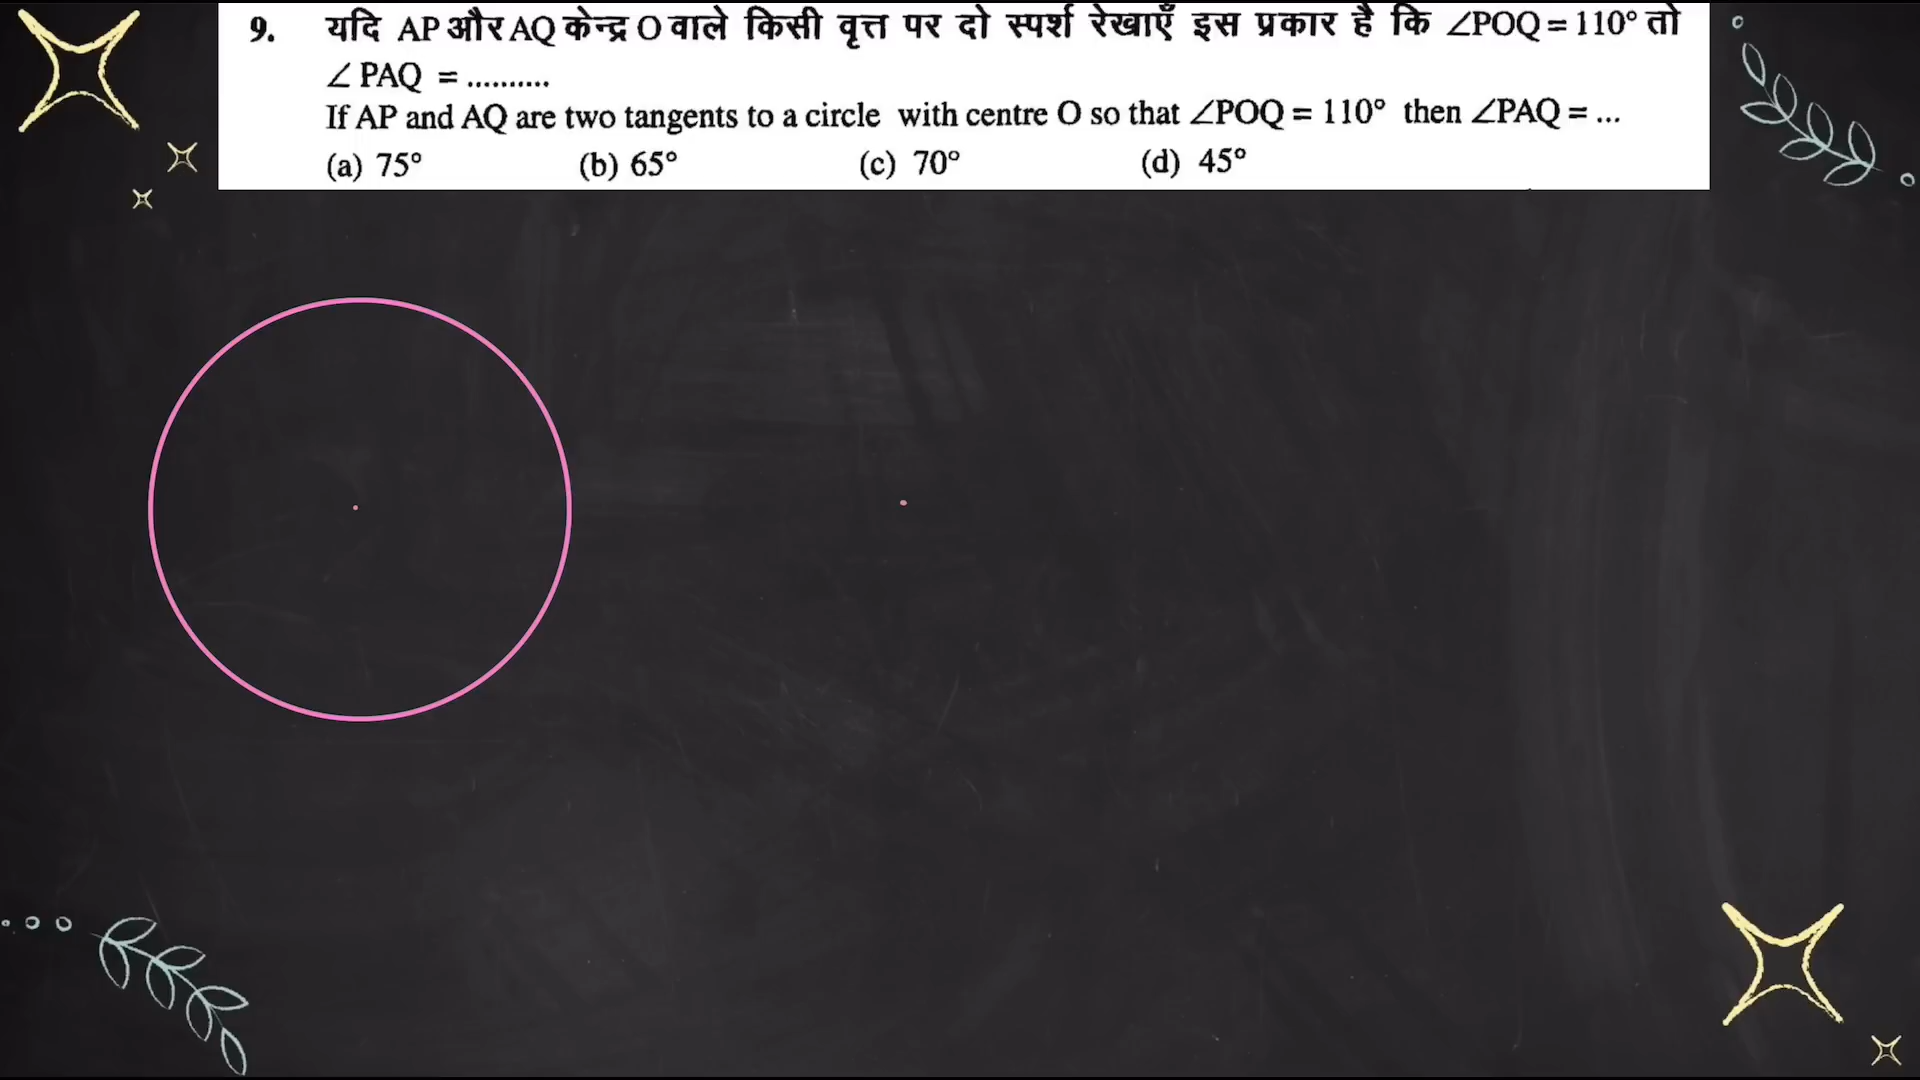 9. यदि AP और AQ केन्द्र O वाले किसी वृत्त पर दो स्पर्श रेखाएँ इस प्रकार है कि ∠POQ = 110° तो
∠ PAQ = ..........
If AP and AQ are two tangents to a circle with centre O so that ∠POQ = 110° then ∠PAQ = ...
(a) 75° (b) 65° (c) 70° (d) 45°